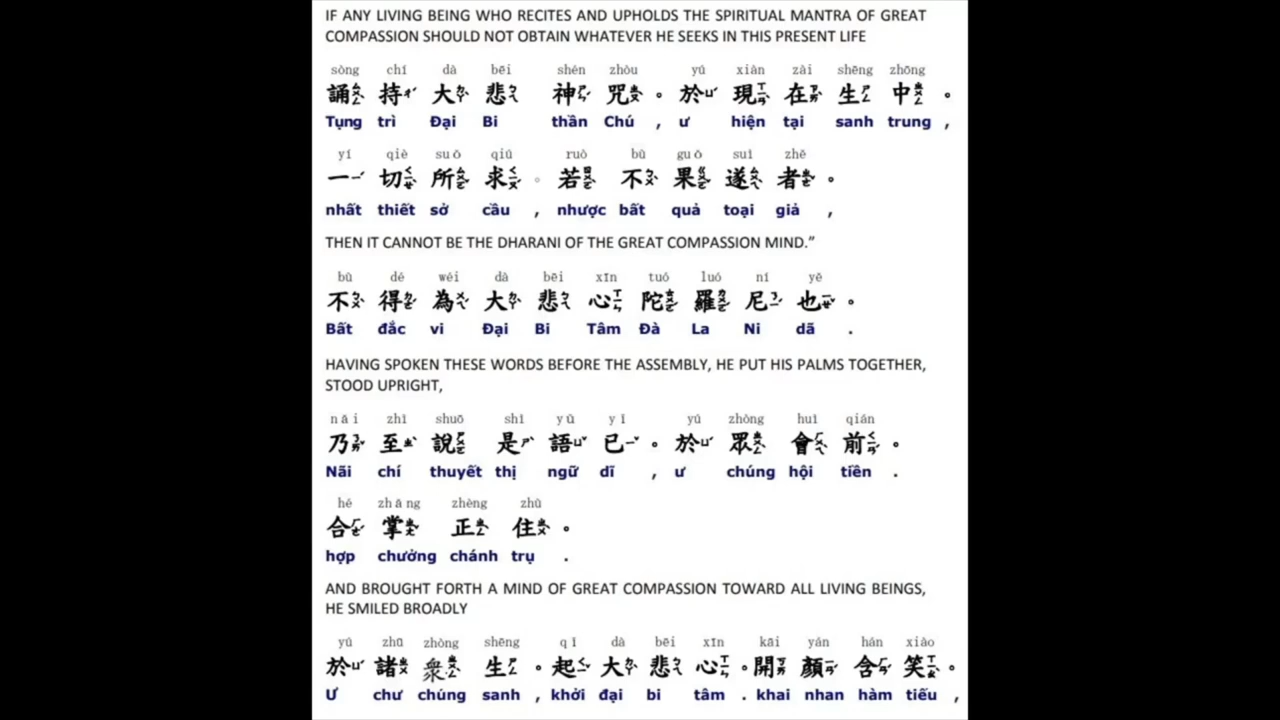 IF ANY LIVING BEING WHO RECITES AND UPHOLDS THE SPIRITUAL MANTRA OF GREAT
COMPASSION SHOULD NOT OBTAIN WHATEVER HE SEEKS IN THIS PRESENT LIFE
sòng chí dà bēi shén zhòu yú xiàn zài shēng zhōng
誦持大悲神咒。於現在生中。
Tụng trì Đại Bi thần Chú , ư hiện tại sanh trung ,
yí qiè suǒ qiú ruò bù guǒ suì zhě
一切所求。若不果遂者。
nhất thiết sở cầu , nhược bất quả toại giả ,
THEN IT CANNOT BE THE DHARANI OF THE GREAT COMPASSION MIND.”
bù dé wéi dà bēi xīn tuó luó ní yě
不得為大悲心陀羅尼也。
Bất đắc vi Đại Bi Tâm Đà La Ni dã .
HAVING SPOKEN THESE WORDS BEFORE THE ASSEMBLY, HE PUT HIS PALMS TOGETHER,
STOOD UPRIGHT,
nǎi zhì shuō shì yǔ yǐ yú zhòng huì qián
乃至說是語已。於眾會前。
Nãi chí thuyết thị ngữ dĩ , ư chúng hội tiền .
hé zhǎng zhèng zhù
合掌正住。
hợp chưởng chánh trụ .
AND BROUGHT FORTH A MIND OF GREAT COMPASSION TOWARD ALL LIVING BEINGS,
HE SMILED BROADLY
yú zhū zhòng shēng qǐ dà bēi xīn kāi yán hán xiào
於諸衆生。起大悲心。開顏含笑。
Ư chư chúng sanh , khởi đại bi tâm . khai nhan hàm tiếu ,